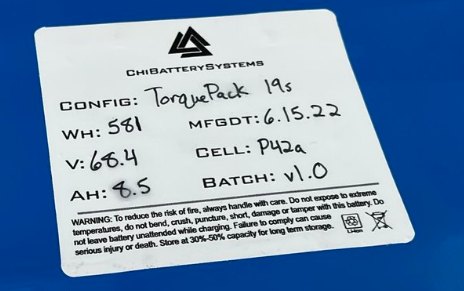 CHIBATTERYSYSTEMS
CONFIG: TorquePack 19s
WH: 581 MFGDT: 6.15.22
V: 68.4 CELL: P42a
AH: 8.5 BATCH: v1.0
WARNING: To reduce the risk of fire, always handle with care. Do not expose to extreme
temperatures, do not bend, crush, puncture, short, damage or tamper with this battery. Do
not leave battery unattended while charging. Failure to comply can cause
serious injury or death. Store at 30%-50% capacity for long term storage.